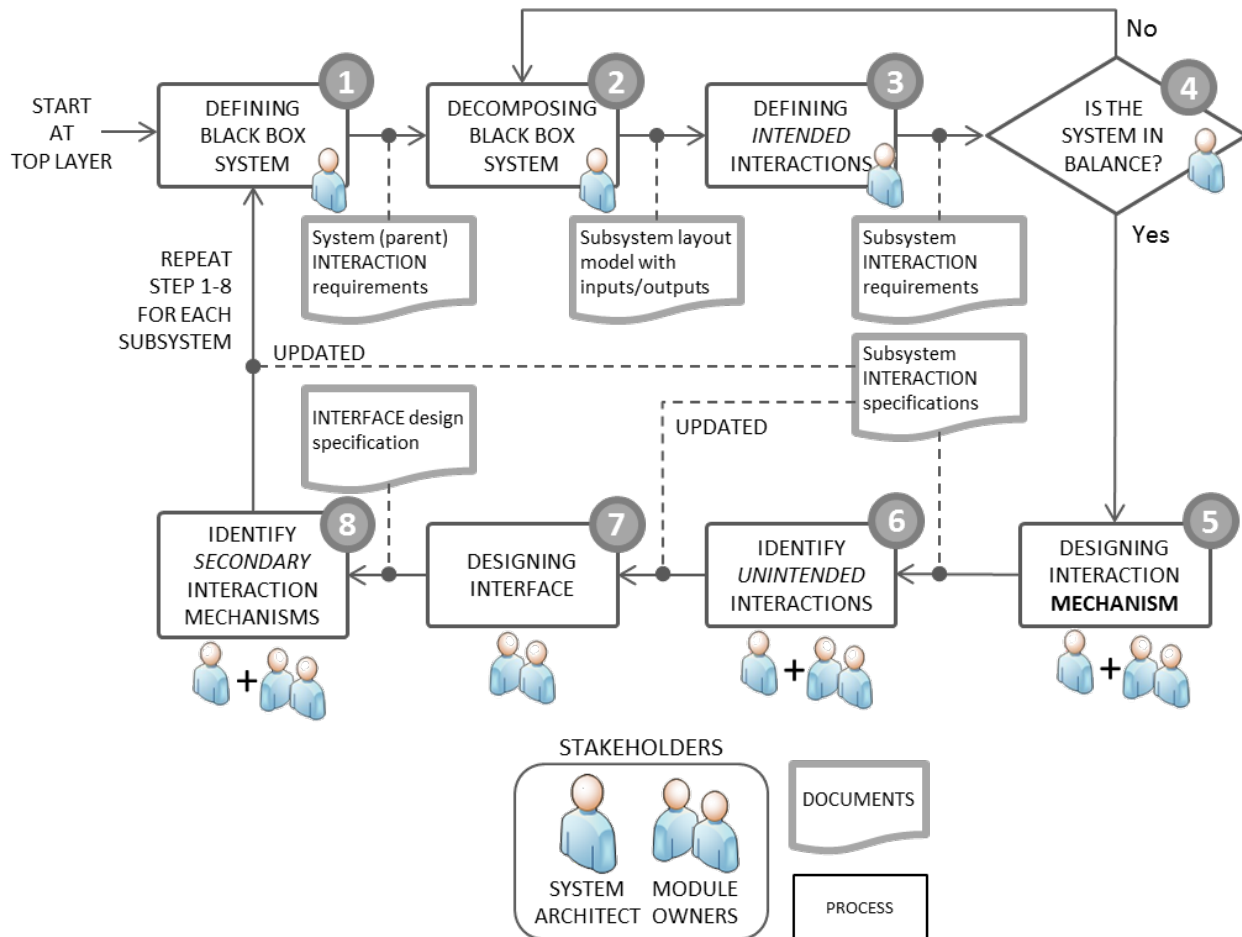 No
1
2
3
4
START
AT
TOP LAYER
DEFINING
BLACK BOX
SYSTEM
DECOMPOSING
BLACK BOX
SYSTEM
DEFINING
INTENDED
INTERACTIONS
IS THE
SYSTEM IN
BALANCE?
Yes
System (parent)
INTERACTION
requirements
Subsystem layout
model with
inputs/outputs
Subsystem
INTERACTION
requirements
REPEAT
STEP 1-8
FOR EACH
SUBSYSTEM
UPDATED
Subsystem
INTERACTION
specifications
UPDATED
INTERFACE design
specification
8
7
6
5
IDENTIFY
SECONDARY
INTERACTION
MECHANISMS
DESIGNING
INTERFACE
IDENTIFY
UNINTENDED
INTERACTIONS
DESIGNING
INTERACTION
MECHANISM
+
+
+
STAKEHOLDERS
SYSTEM
ARCHITECT
MODULE
OWNERS
DOCUMENTS
PROCESS